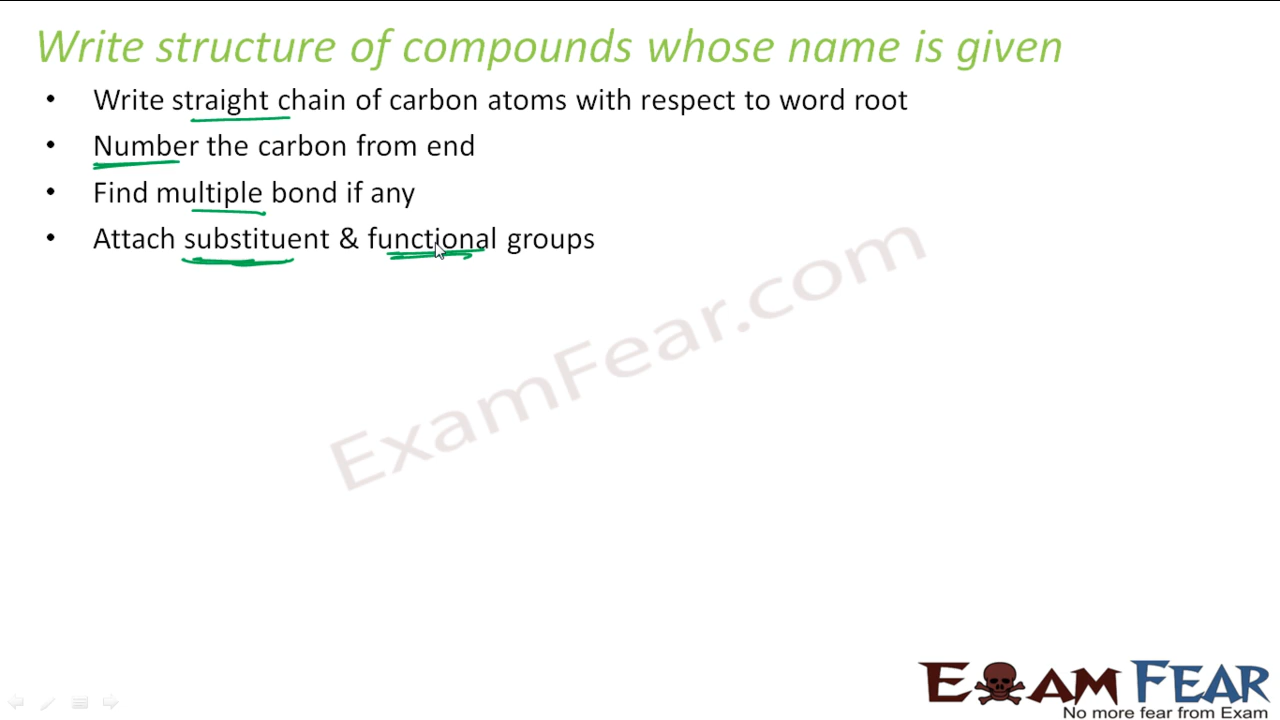 Write structure of compounds whose name is given
• Write straight chain of carbon atoms with respect to word root
• Number the carbon from end
• Find multiple bond if any
• Attach substituent & functional groups
ExamFear.com
EXAM FEAR
No more fear from Exam